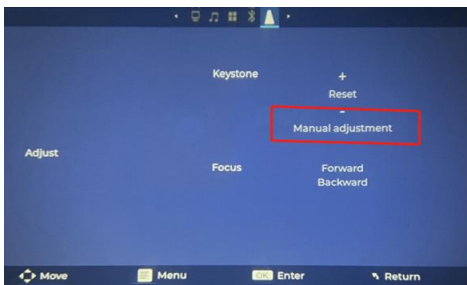 Keystone
+
Reset
-
Manual adjustment
Adjust
Focus
Forward
Backward
Move
Menu
OK Enter
Return